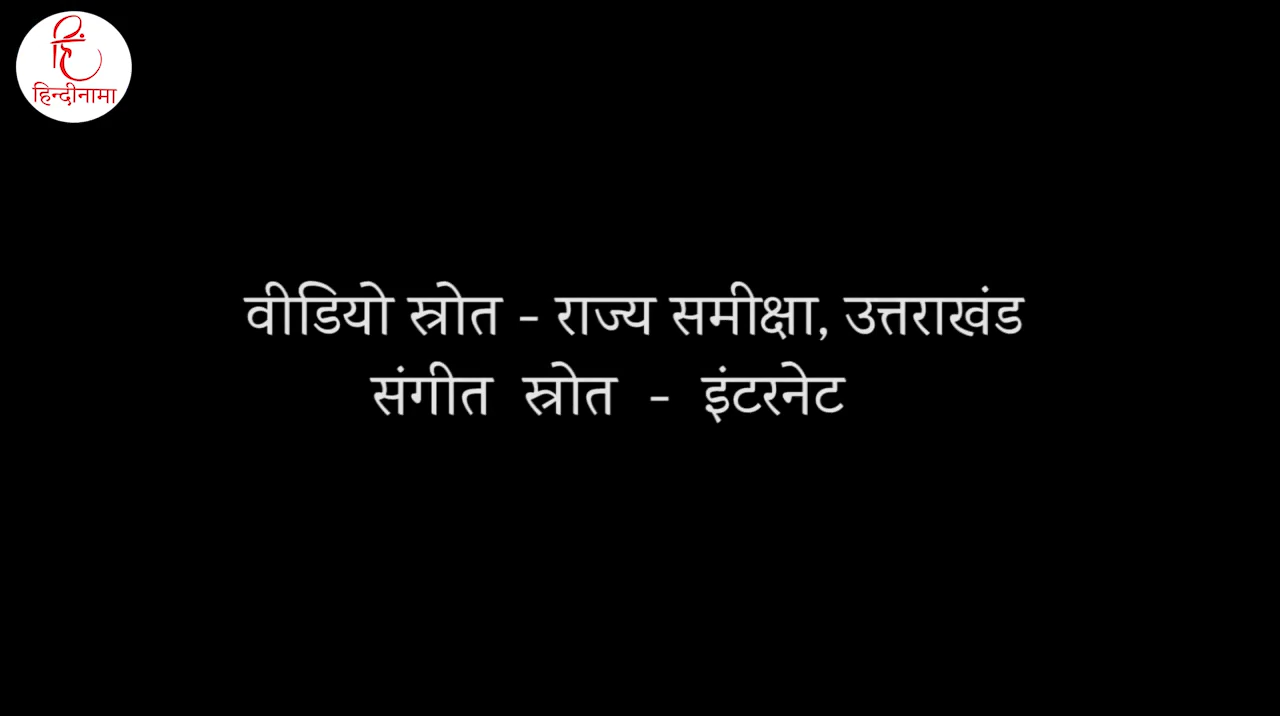 हिं
हिन्दीनामा
वीडियो स्रोत - राज्य समीक्षा, उत्तराखंड
संगीत स्रोत - इंटरनेट